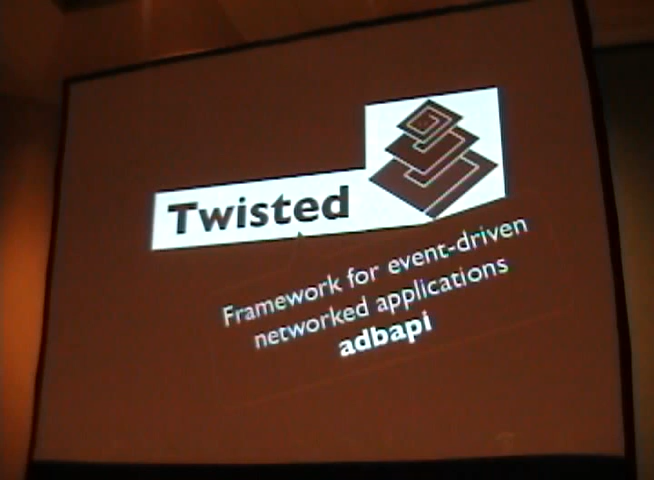 Twisted
Framework for event-driven
networked applications
adbapi